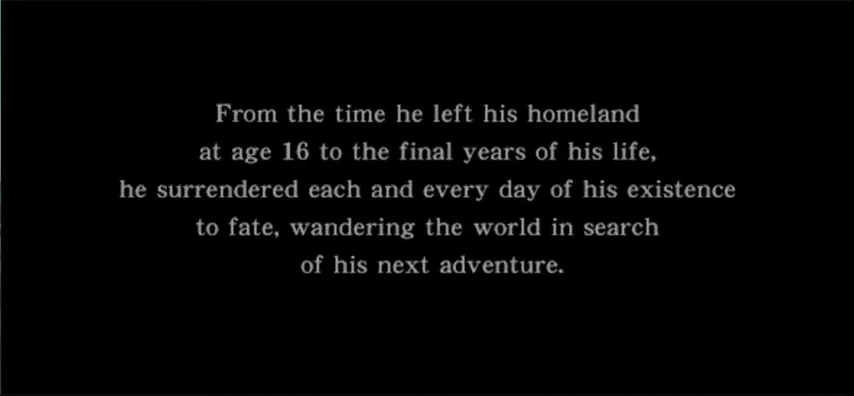 From the time he left his homeland
at age 16 to the final years of his life,
he surrendered each and every day of his existence
to fate, wandering the world in search
of his next adventure.